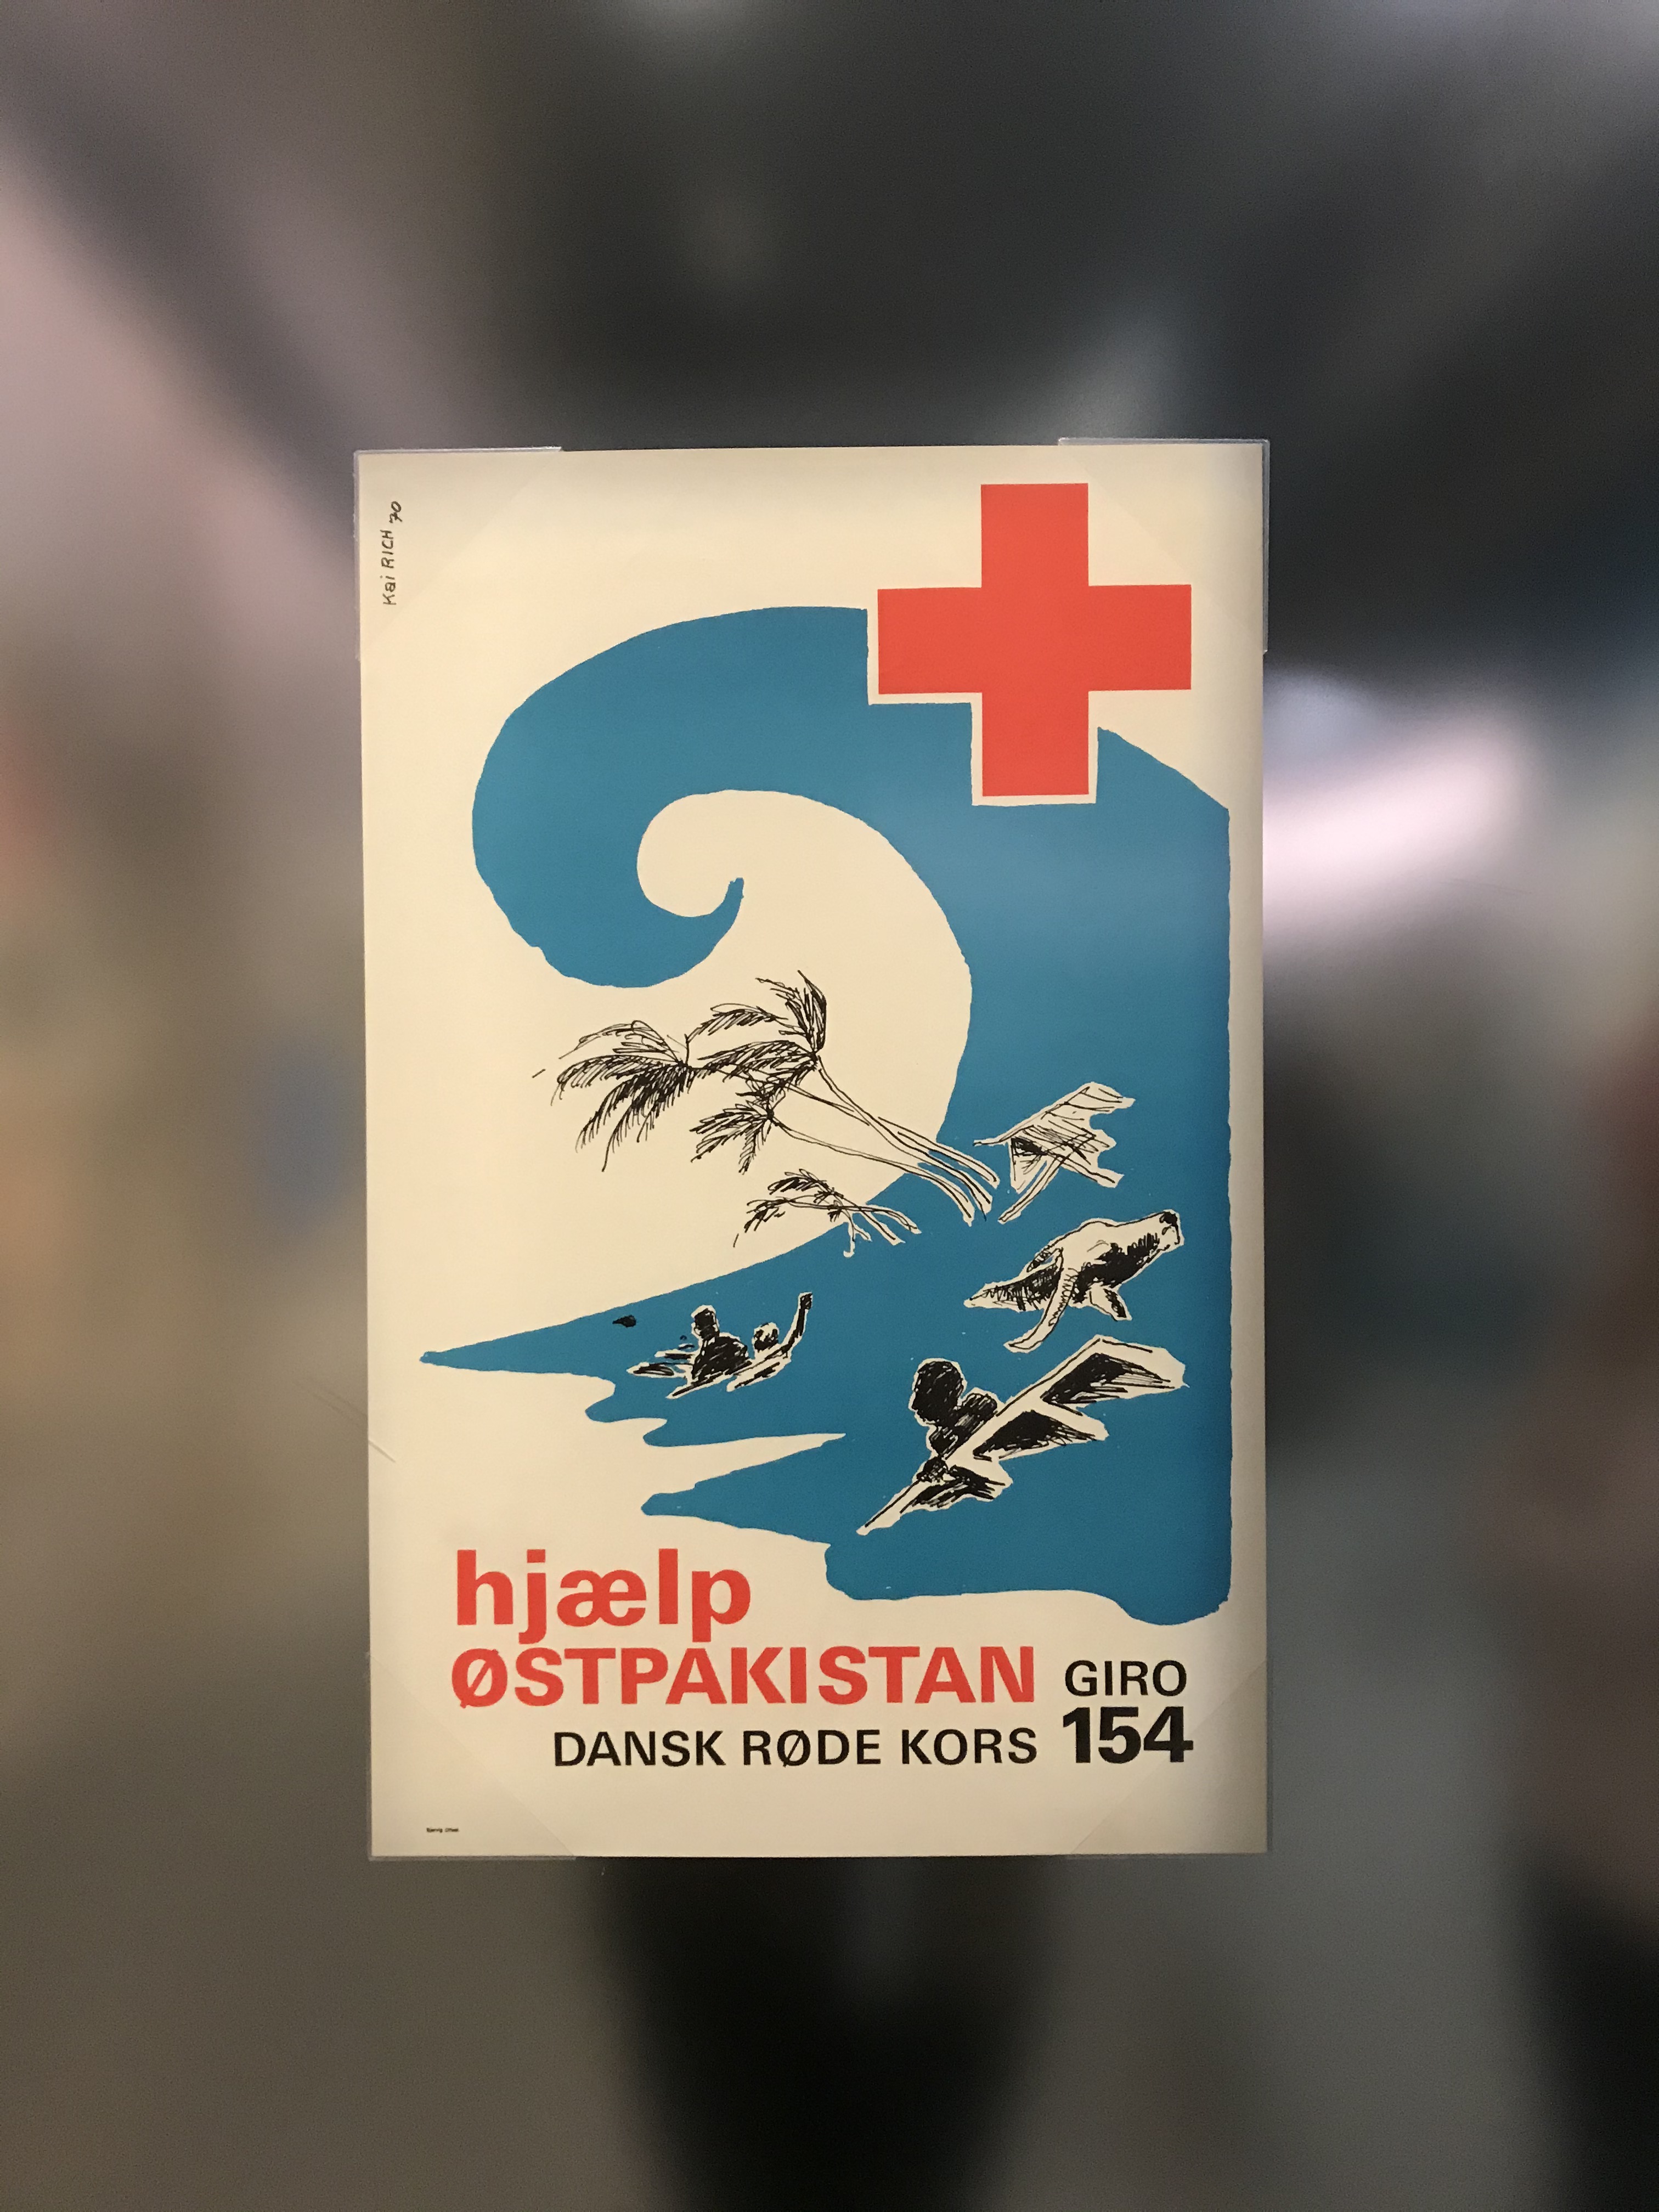 Kai RICH 70
hjælp
ØSTPAKISTAN
DANSK RØDE KORS
GIRO
154